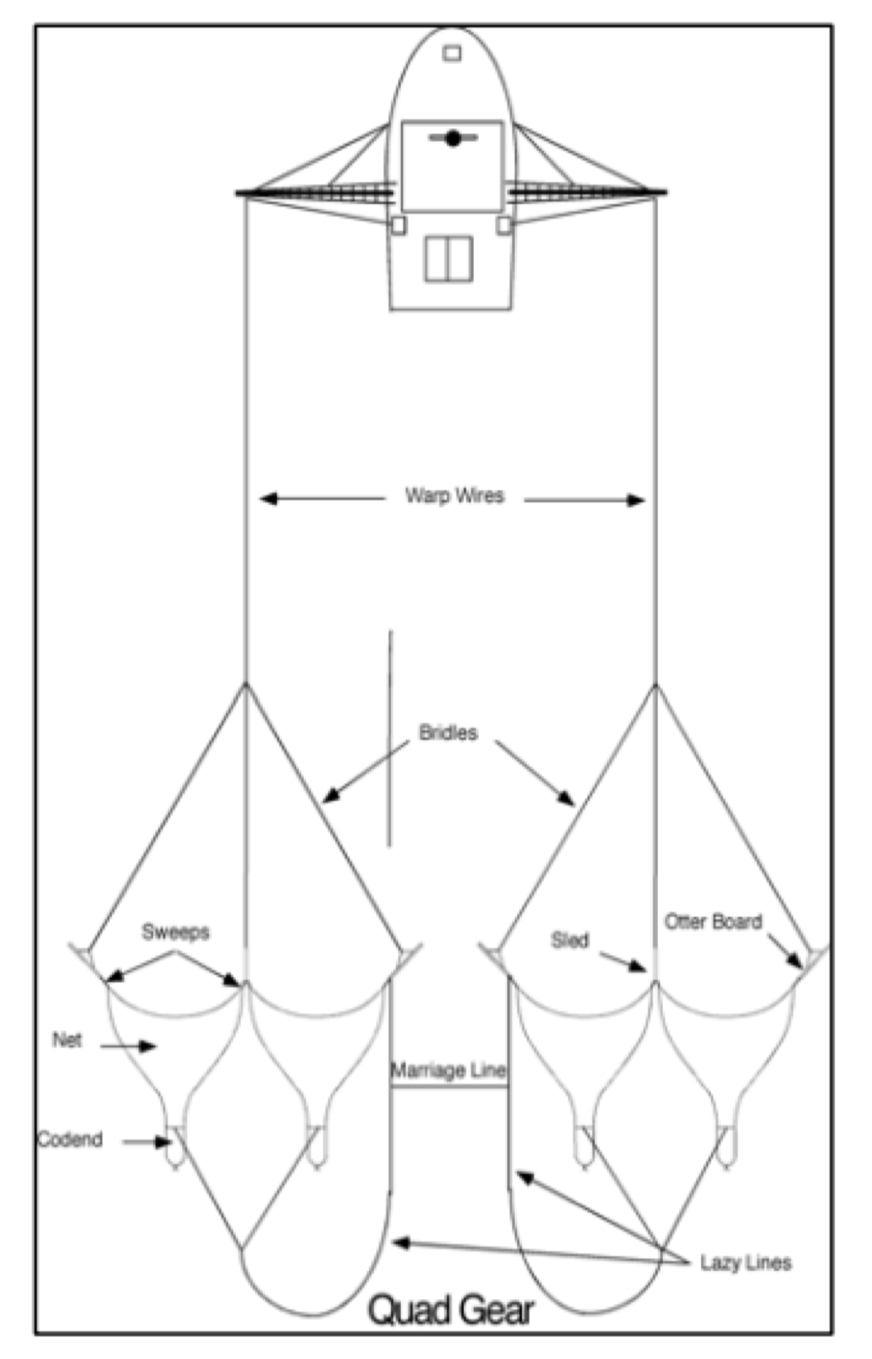 Warp Wires
Bridles
Sweeps
Otter Board
Sled
Net
Marriage Line
Codend
Lazy Lines
Quad Gear